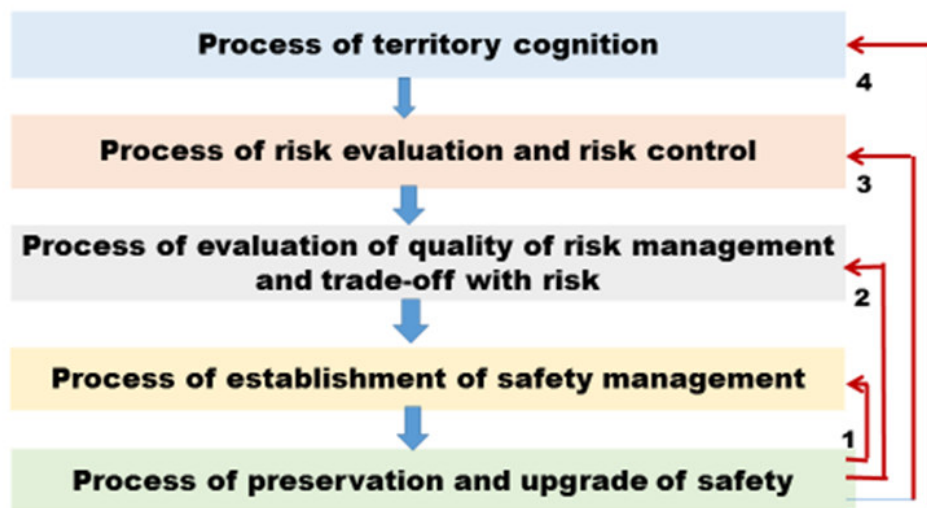 Process of territory cognition
4
Process of risk evaluation and risk control
3
Process of evaluation of quality of risk management
and trade-off with risk
2
Process of establishment of safety management
1
Process of preservation and upgrade of safety